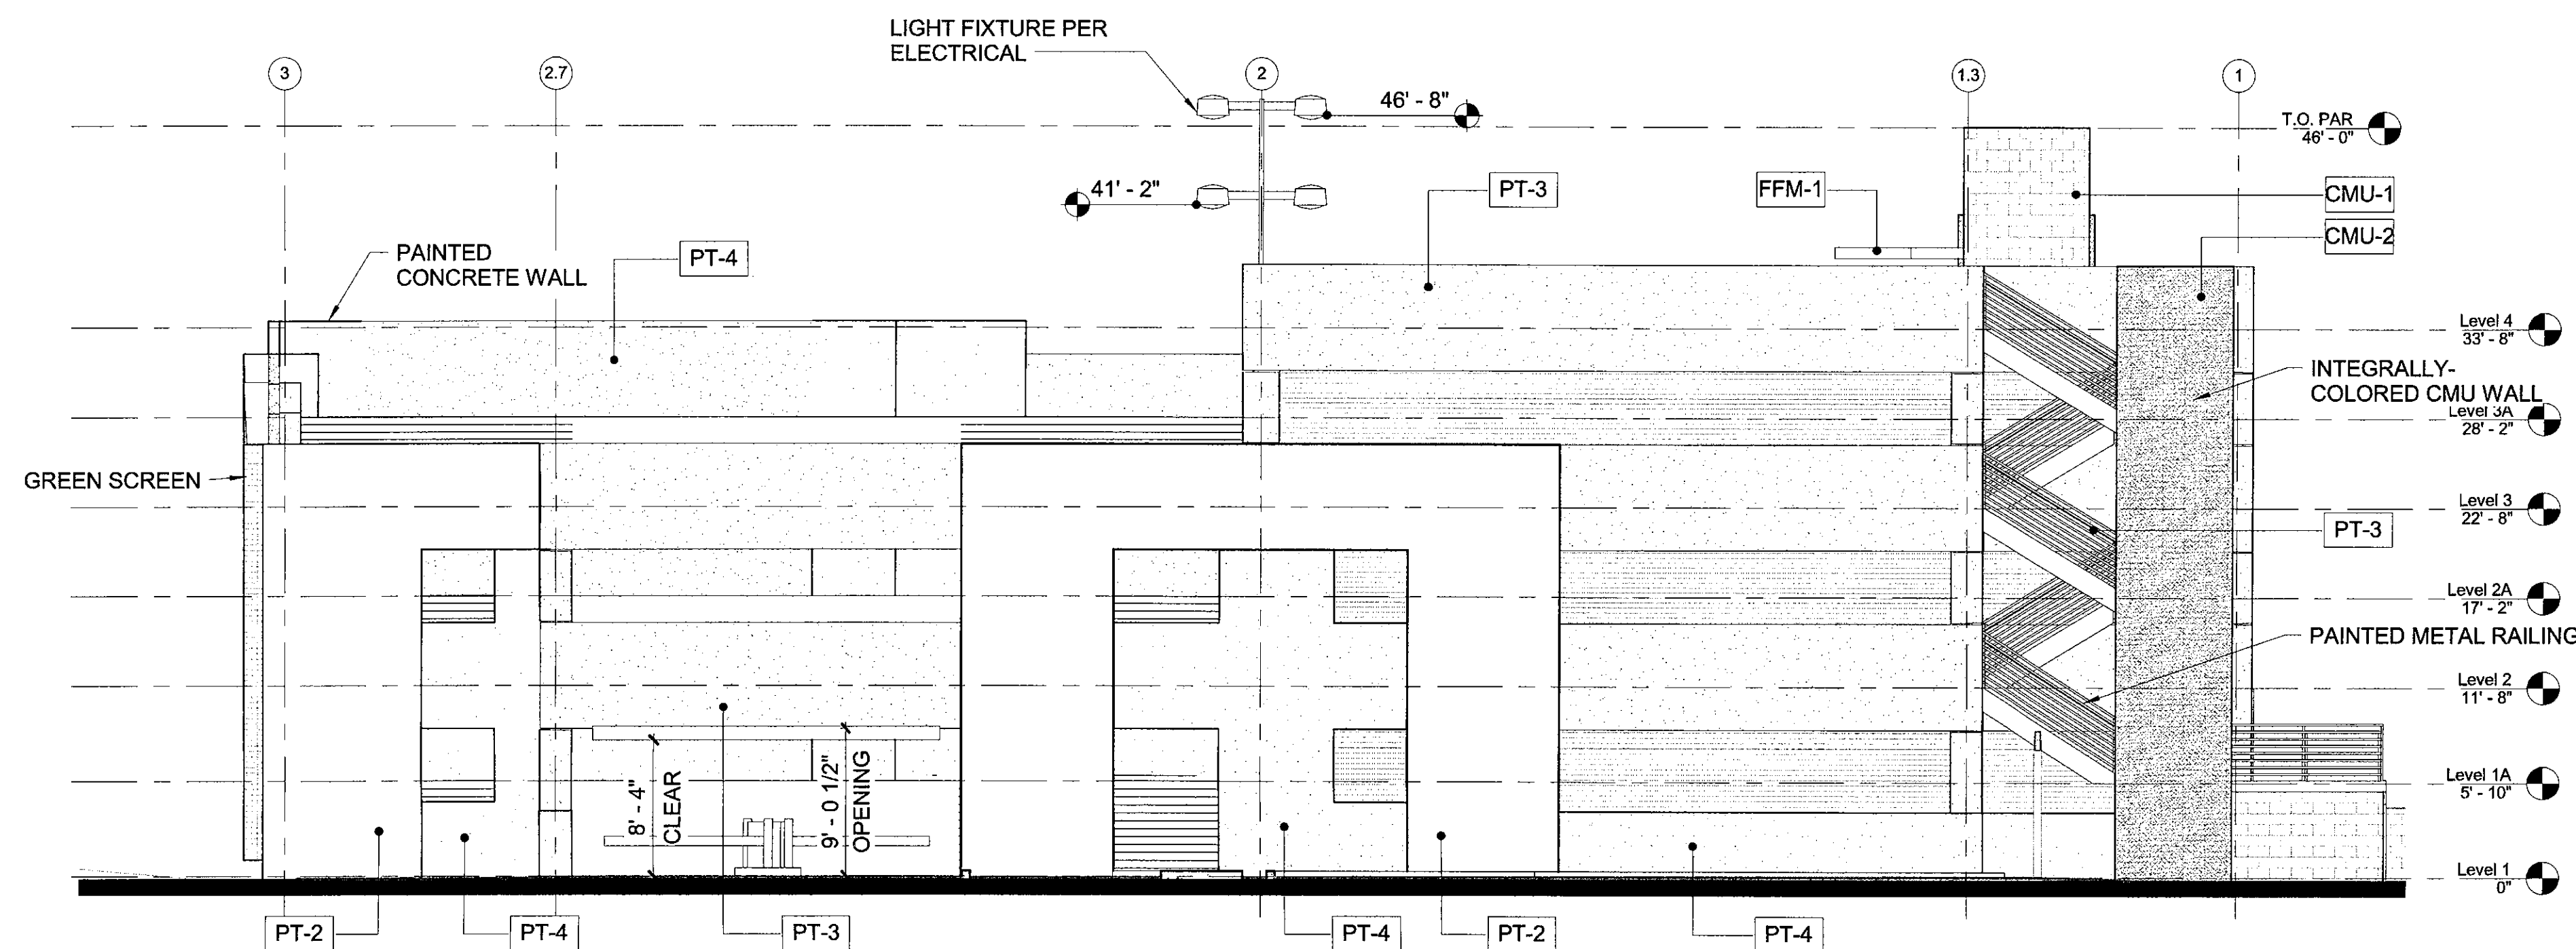 LIGHT FIXTURE PER
ELECTRICAL
3
2.7
2
1.3
1
46' - 8"
T.O. PAR
46' - 0"
41' - 2"
PT-3
FFM-1
CMU-1
CMU-2
PAINTED
CONCRETE WALL
PT-4
Level 4
33' - 8"
INTEGRALLY-
COLORED CMU WALL
Level 3A
28' - 2"
GREEN SCREEN
Level 3
22' - 8"
PT-3
Level 2A
17' - 2"
PAINTED METAL RAILING
Level 2
11' - 8"
8' - 4"
CLEAR
9' - 0 1/2"
OPENING
Level 1A
5' - 10"
Level 1
0"
PT-2
PT-4
PT-3
PT-4
PT-2
PT-4